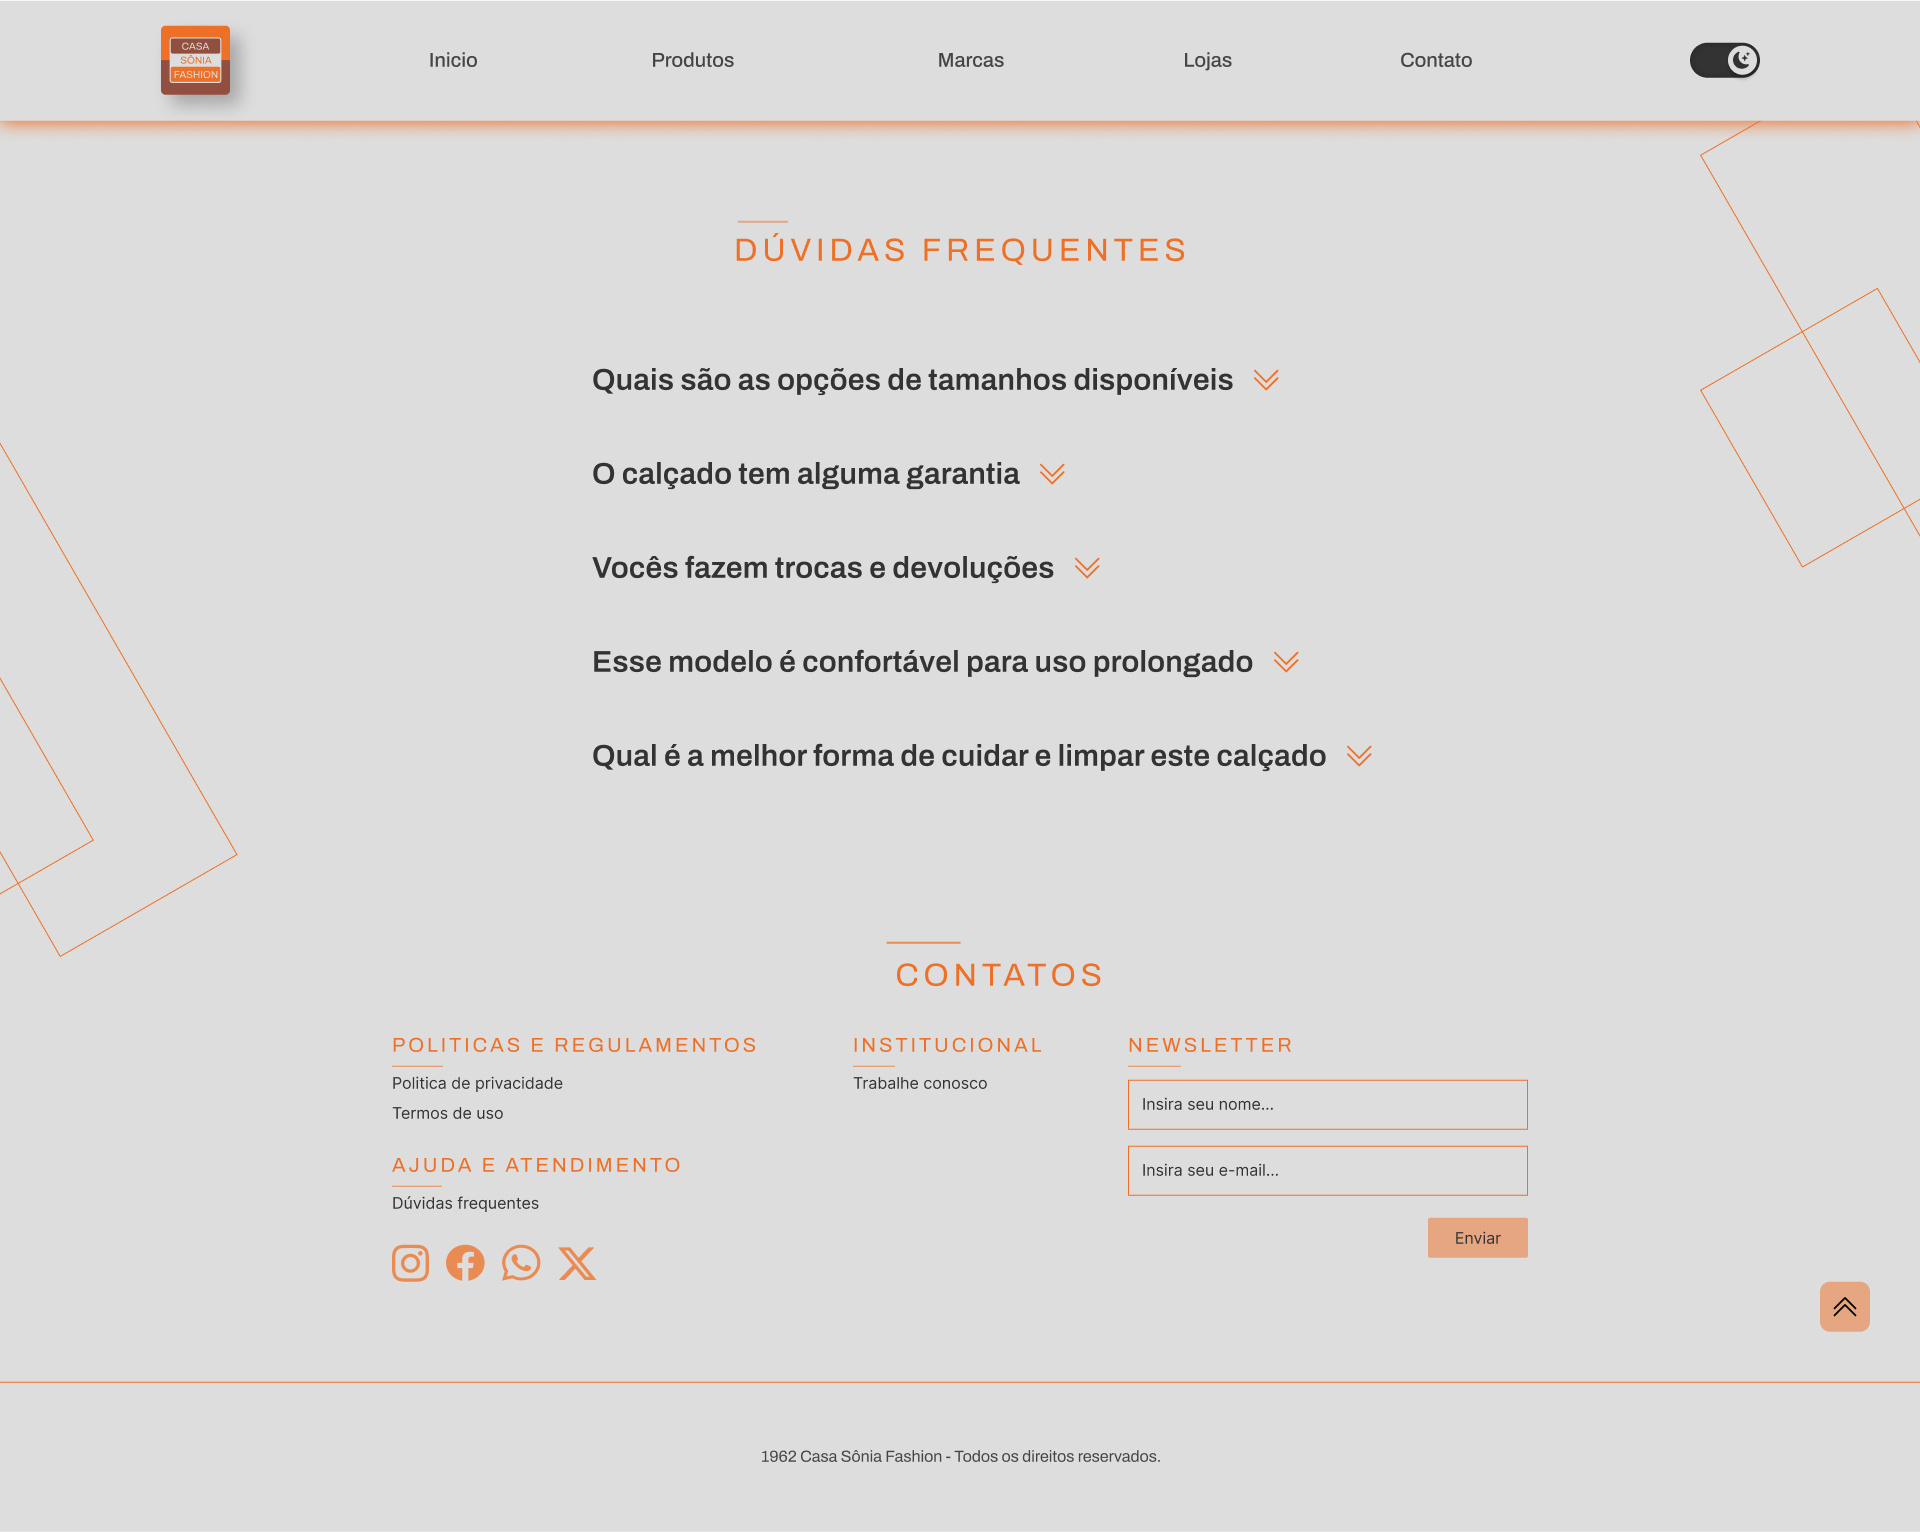 CASA
SÔNIA
FASHION
Inicio
Produtos
Marcas
Lojas
Contato
DÚVIDAS FREQUENTES
Quais são as opções de tamanhos disponíveis
O calçado tem alguma garantia
Vocês fazem trocas e devoluções
Esse modelo é confortável para uso prolongado
Qual é a melhor forma de cuidar e limpar este calçado
CONTATOS
POLITICAS E REGULAMENTOS
Politica de privacidade
Termos de uso
AJUDA E ATENDIMENTO
Dúvidas frequentes
INSTITUCIONAL
Trabalhe conosco
NEWSLETTER
Insira seu nome...
Insira seu e-mail...
Enviar
1962 Casa Sônia Fashion - Todos os direitos reservados.